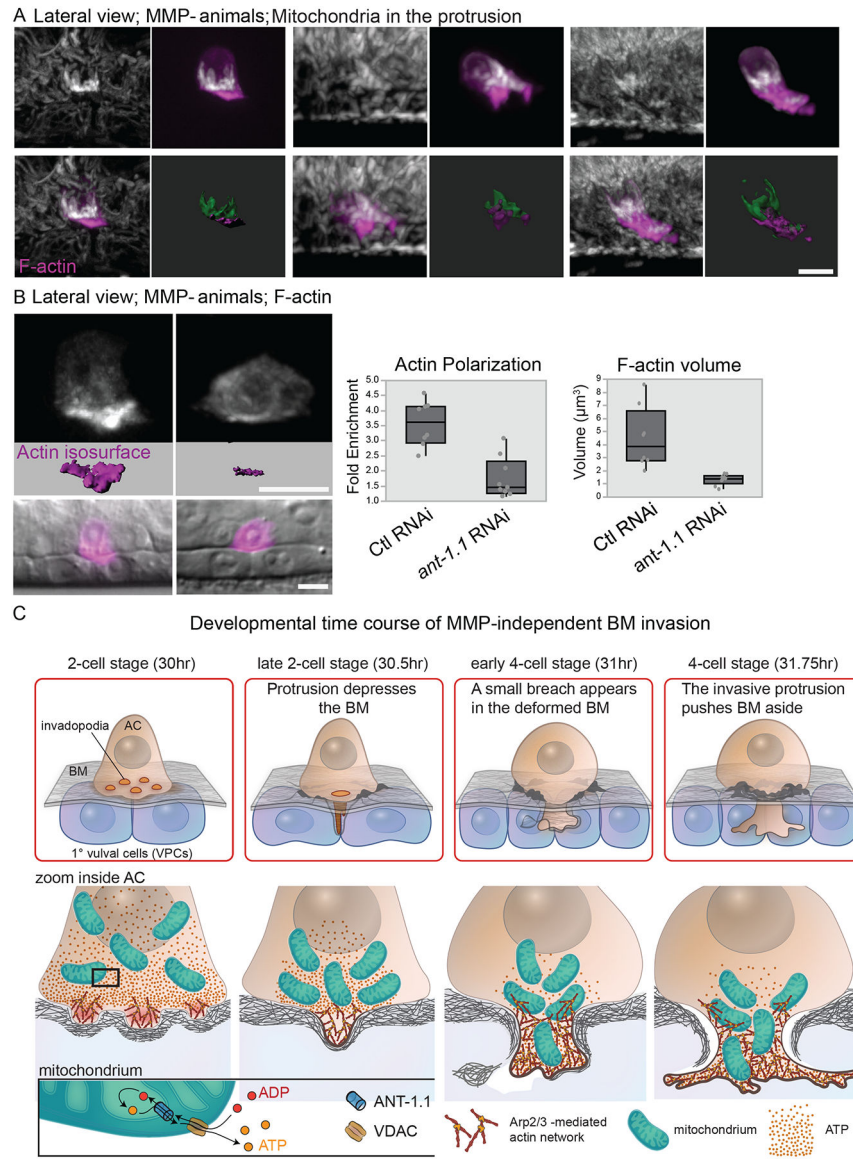 A Lateral view; MMP- animals; Mitochondria in the protrusion
F-actin
B Lateral view; MMP- animals; F-actin
Actin isosurface
Actin Polarization
Fold Enrichment
5.0
4.5
4.0
3.5
3.0
2.5
2.0
1.5
1.0
Ctl RNAi
ant-1.1 RNAi
F-actin volume
Volume (µm³)
9
8
7
6
5
4
3
2
1
0
Ctl RNAi
ant-1.1 RNAi
C
Developmental time course of MMP-independent BM invasion
2-cell stage (30hr)
invadopodia
AC
BM
1° vulval cells (VPCs)
late 2-cell stage (30.5hr)
Protrusion depresses
the BM
early 4-cell stage (31hr)
A small breach appears
in the deformed BM
4-cell stage (31.75hr)
The invasive protrusion
pushes BM aside
zoom inside AC
mitochondrium
ADP
ATP
ANT-1.1
VDAC
Arp2/3 -mediated
actin network
mitochondrium
ATP